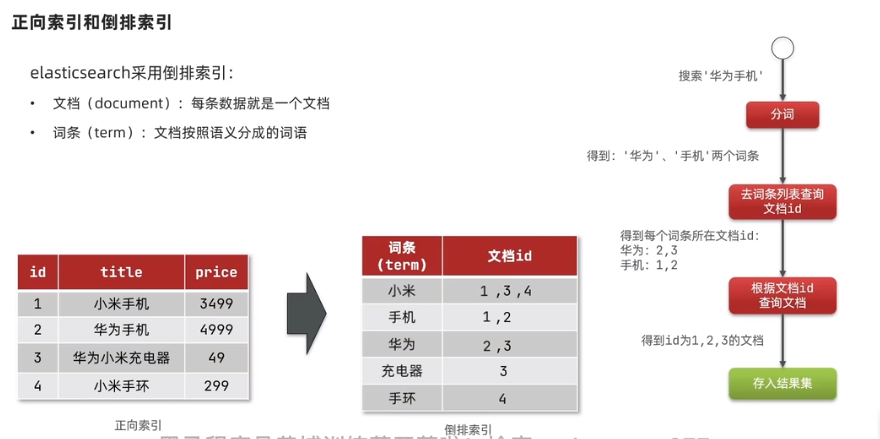 正向索引和倒排索引
elasticsearch采用倒排索引：
• 文档（document）：每条数据就是一个文档
• 词条（term）：文档按照语义分成的词语
id title price
1 小米手机 3499
2 华为手机 4999
3 华为小米充电器 49
4 小米手环 299
正向索引
词条
(term)
文档id
小米 1,3,4
手机 1,2
华为 2,3
充电器 3
手环 4
倒排索引
搜索'华为手机'
分词
得到：'华为'、'手机'两个词条
去词条列表查询
文档id
得到每个词条所在文档id：
华为：2,3
手机：1,2
根据文档id
查询文档
得到id为1,2,3的文档
存入结果集